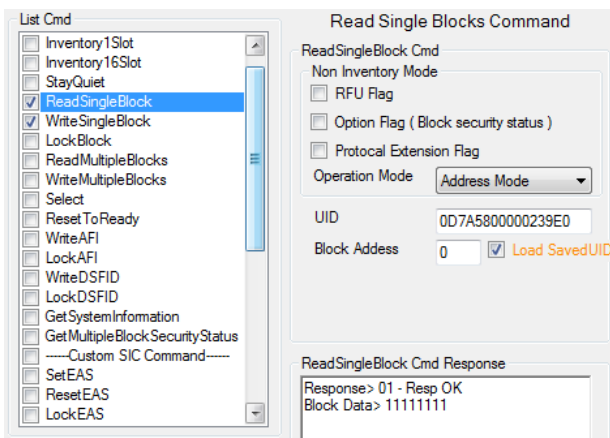 List Cmd
Inventory1Slot
Inventory16Slot
StayQuiet
ReadSingleBlock
WriteSingleBlock
LockBlock
ReadMultipleBlocks
WriteMultipleBlocks
Select
ResetToReady
WriteAFI
LockAFI
WriteDSFID
LockDSFID
GetSystemInformation
GetMultipleBlockSecurityStatus
------Custom SIC Command------
SetEAS
ResetEAS
LockEAS
Read Single Blocks Command
ReadSingleBlock Cmd
Non Inventory Mode
RFU Flag
Option Flag ( Block security status )
Protocal Extension Flag
Operation Mode Address Mode
UID 0D7A5800000239E0
Block Addess 0 Load SavedUID
ReadSingleBlock Cmd Response
Response> 01 - Resp OK
Block Data> 11111111